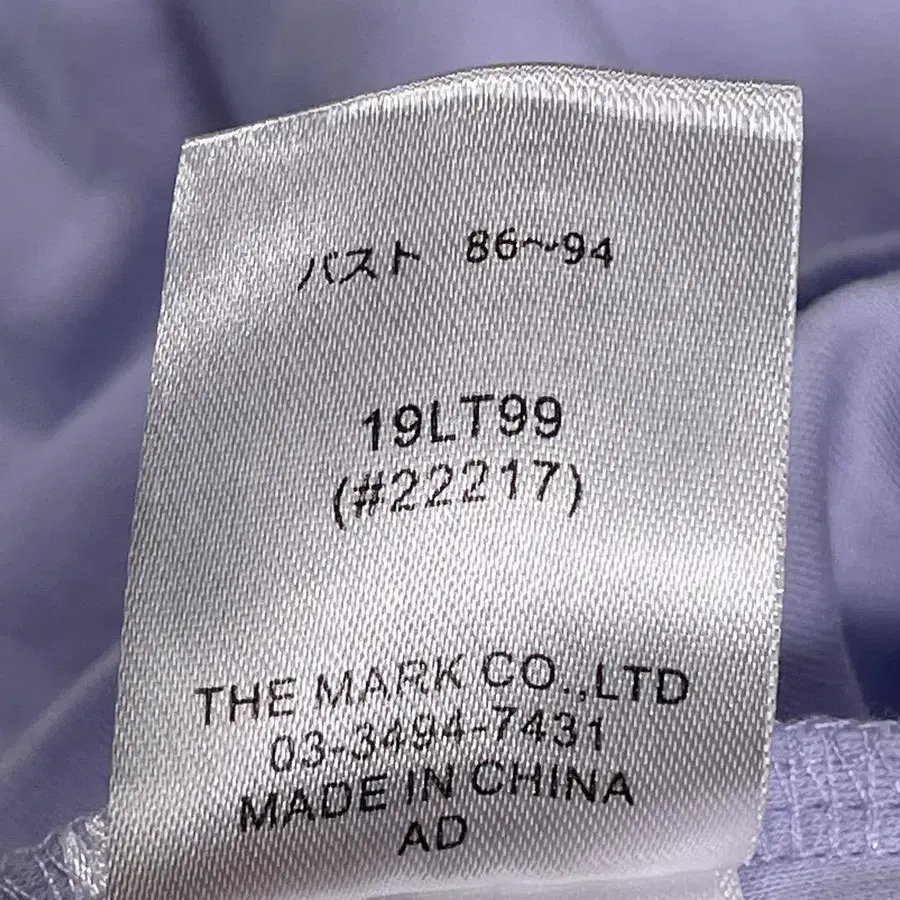 バスト 86～94
19LT99
(#22217)
THE MARK CO.,LTD
03-3494-7431
MADE IN CHINA
AD